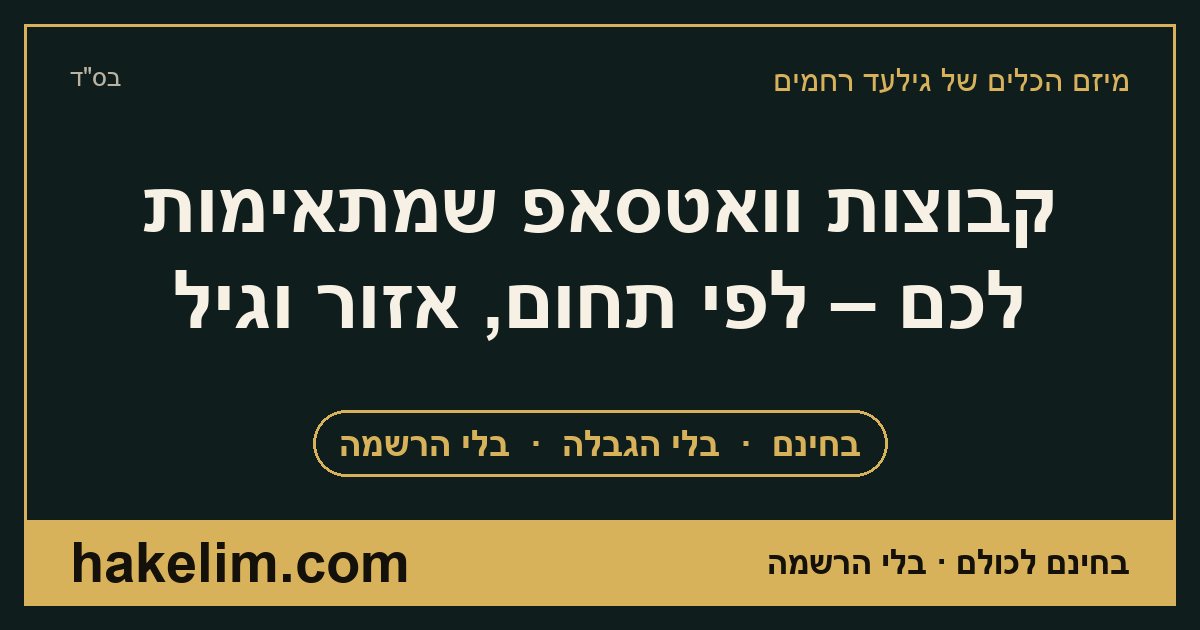 מיזם הכלים של גילעד רחמים
בס"ד
קבוצות וואטסאפ שמתאימות
לכם – לפי תחום, אזור וגיל
בחינם · בלי הגבלה · בלי הרשמה
בחינם לכולם · בלי הרשמה
hakelim.com